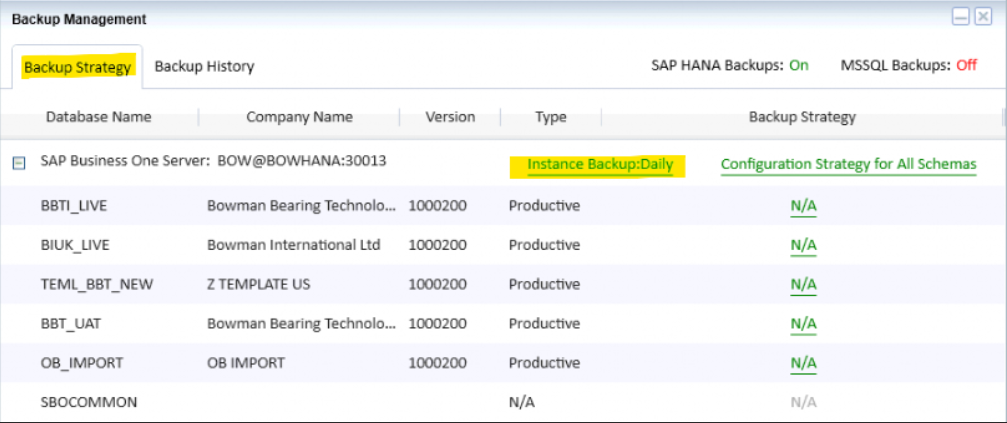 Backup Management
Backup Strategy Backup History SAP HANA Backups: On MSSQL Backups: Off
Database Name Company Name Version Type Backup Strategy
SAP Business One Server: BOW@BOWHANA:30013 Instance Backup:Daily Configuration Strategy for All Schemas
BBTI_LIVE Bowman Bearing Technolo... 1000200 Productive N/A
BIUK_LIVE Bowman International Ltd 1000200 Productive N/A
TEML_BBT_NEW Z TEMPLATE US 1000200 Productive N/A
BBT_UAT Bowman Bearing Technolo... 1000200 Productive N/A
OB_IMPORT OB IMPORT 1000200 Productive N/A
SBOCOMMON N/A N/A